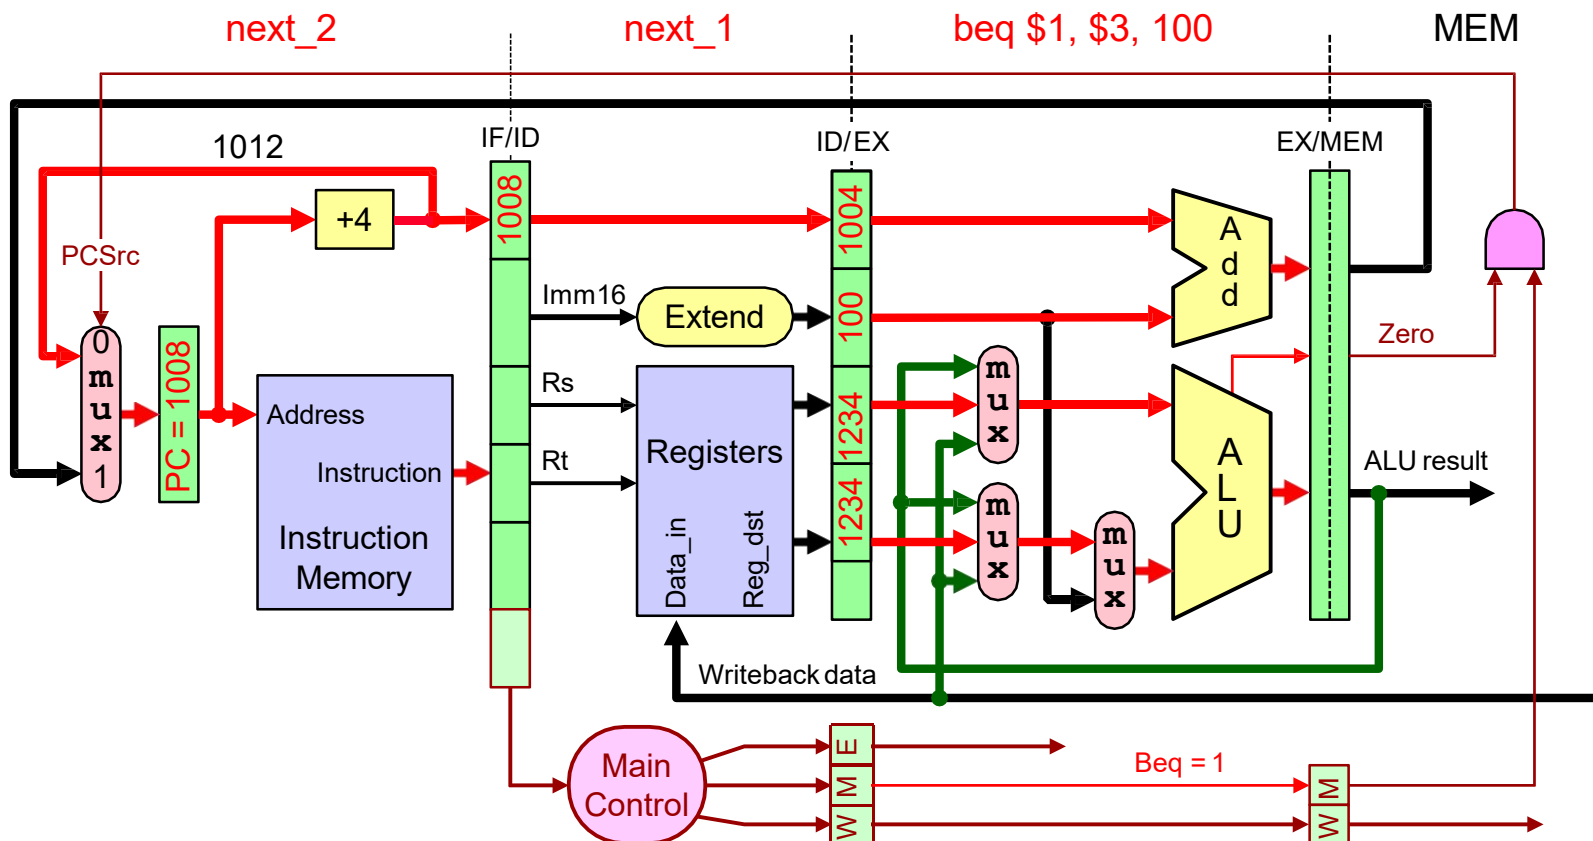 next_2
next_1
beq $1, $3, 100
MEM
IF/ID
ID/EX
EX/MEM
1012
+4
PCSrc
0
mux
1
PC = 1008
Address
Instruction
Instruction
Memory
1008
Imm16
Extend
Rs
Rt
Registers
Data_in
Reg_dst
Writeback data
1004
100
1234
1234
mux
mux
mux
Add
ALU
Zero
ALU result
Main
Control
E
M
W
Beq = 1
M
W